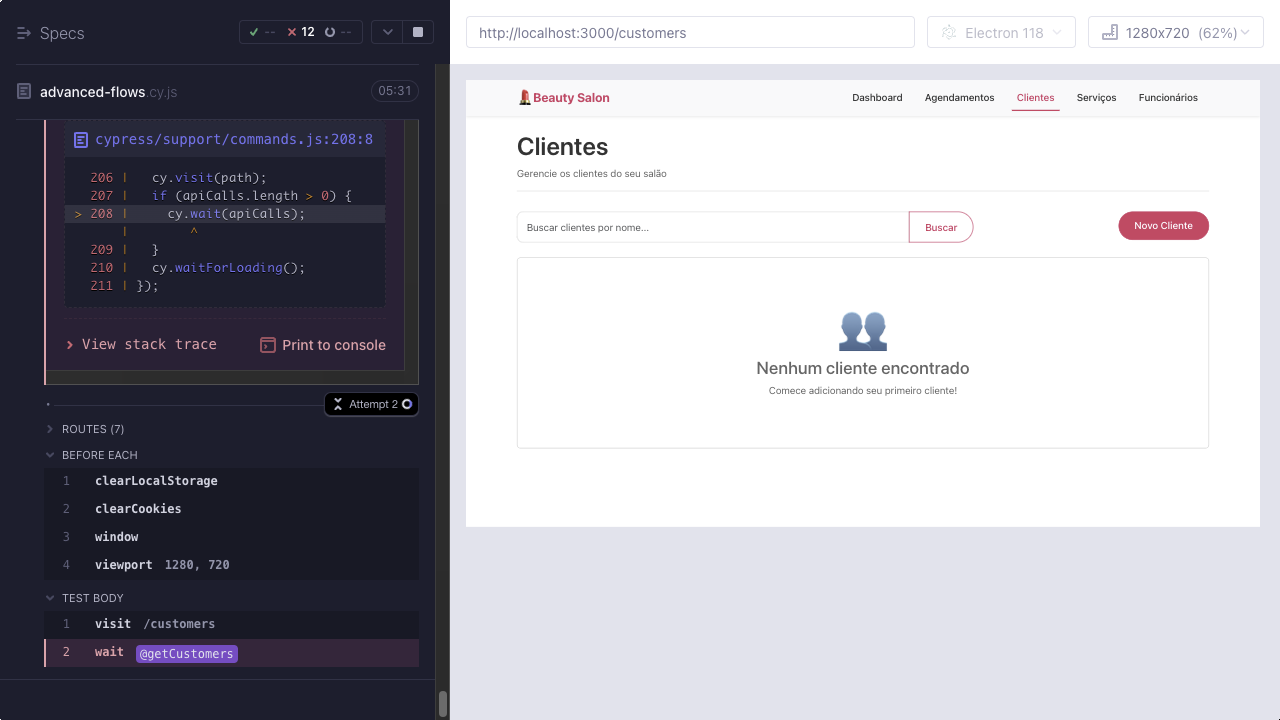 Specs
-- 12 --
advanced-flows.cy.js 05:31
cypress/support/commands.js:208:8
206 | cy.visit(path);
207 | if (apiCalls.length > 0) {
> 208 | cy.wait(apiCalls);
| ^
209 | }
210 | cy.waitForLoading();
211 | });
View stack trace
Print to console
Attempt 2
ROUTES (7)
BEFORE EACH
1 clearLocalStorage
2 clearCookies
3 window
4 viewport 1280, 720
TEST BODY
1 visit /customers
2 wait @getCustomers
http://localhost:3000/customers
Electron 118
1280x720 (62%)
Beauty Salon
Dashboard
Agendamentos
Clientes
Serviços
Funcionários
Clientes
Gerencie os clientes do seu salão
Buscar clientes por nome...
Buscar
Novo Cliente
Nenhum cliente encontrado
Comece adicionando seu primeiro cliente!